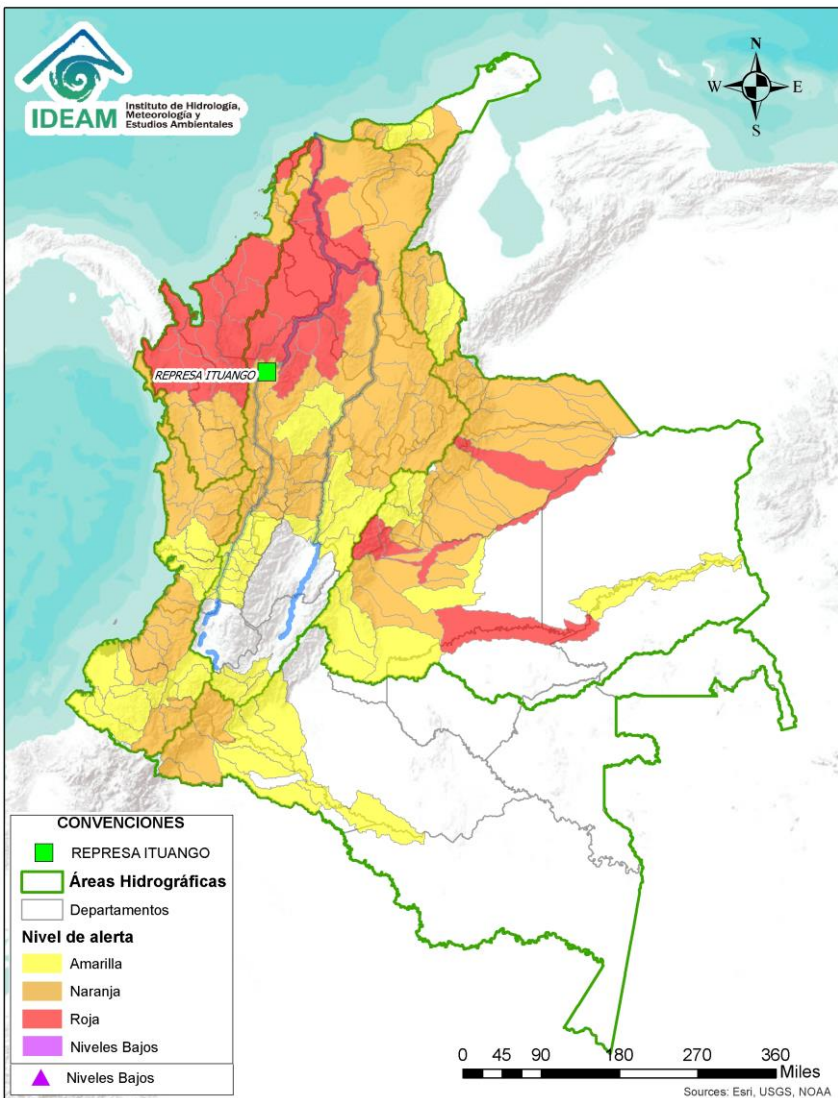 IDEAM
Instituto de Hidrología,
Meteorología y
Estudios Ambientales
N
W
E
S
REPRESA ITUANGO
CONVENCIONES
REPRESA ITUANGO
Áreas Hidrográficas
Departamentos
Nivel de alerta
Amarilla
Naranja
Roja
Niveles Bajos
Niveles Bajos
0 45 90 180 270 360
Miles
Sources: Esri, USGS, NOAA